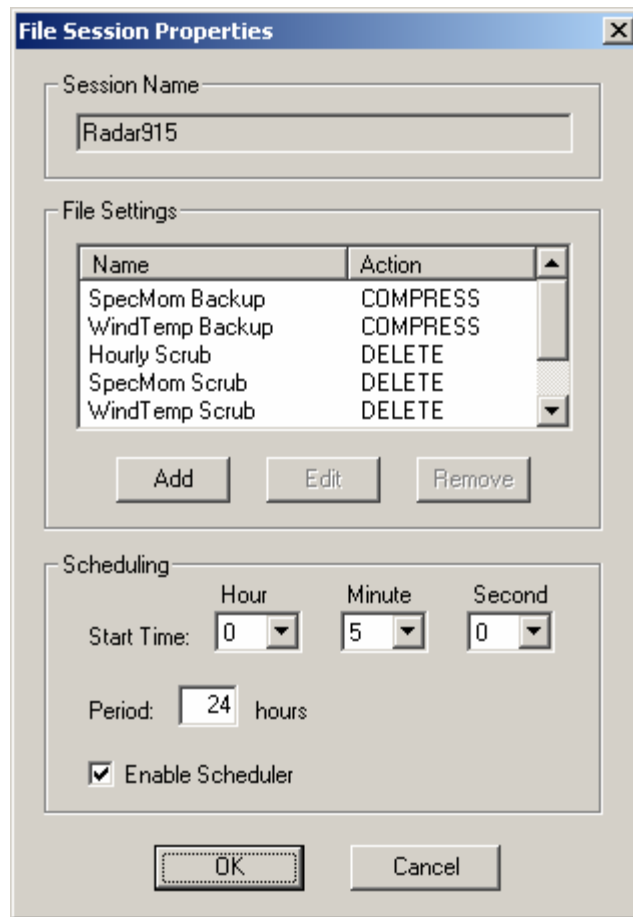 File Session Properties
Session Name
Radar915
File Settings
Name Action
SpecMom Backup COMPRESS
WindTemp Backup COMPRESS
Hourly Scrub DELETE
SpecMom Scrub DELETE
WindTemp Scrub DELETE
Add Edit Remove
Scheduling
Hour Minute Second
Start Time: 0 5 0
Period: 24 hours
Enable Scheduler
OK Cancel